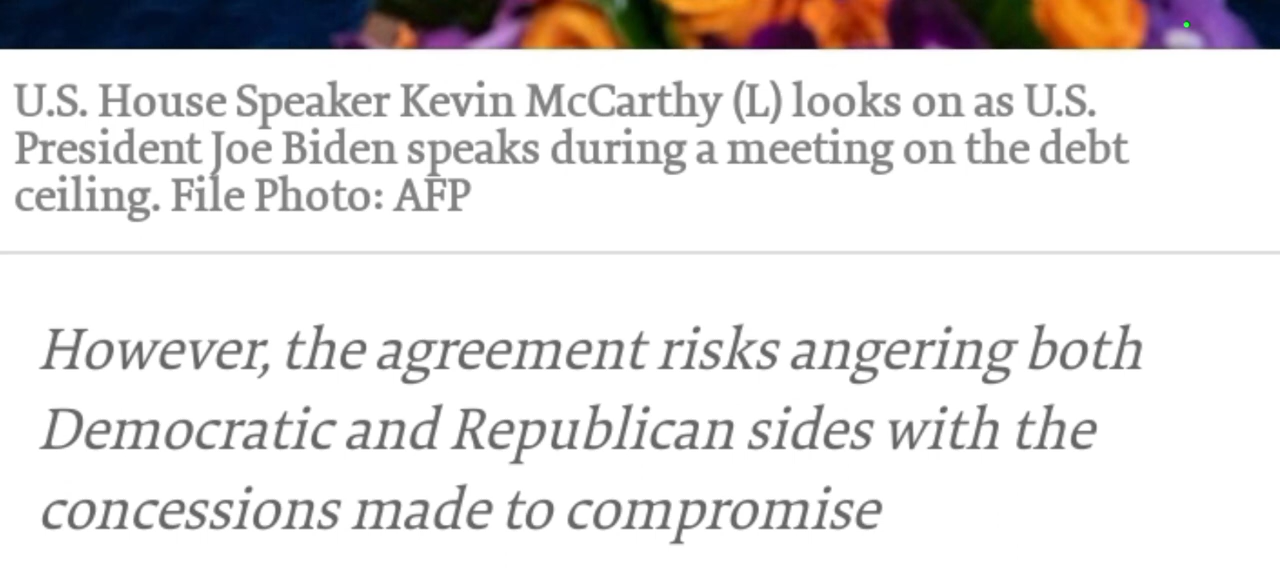 U.S. House Speaker Kevin McCarthy (L) looks on as U.S.
President Joe Biden speaks during a meeting on the debt
ceiling. File Photo: AFP
However, the agreement risks angering both
Democratic and Republican sides with the
concessions made to compromise